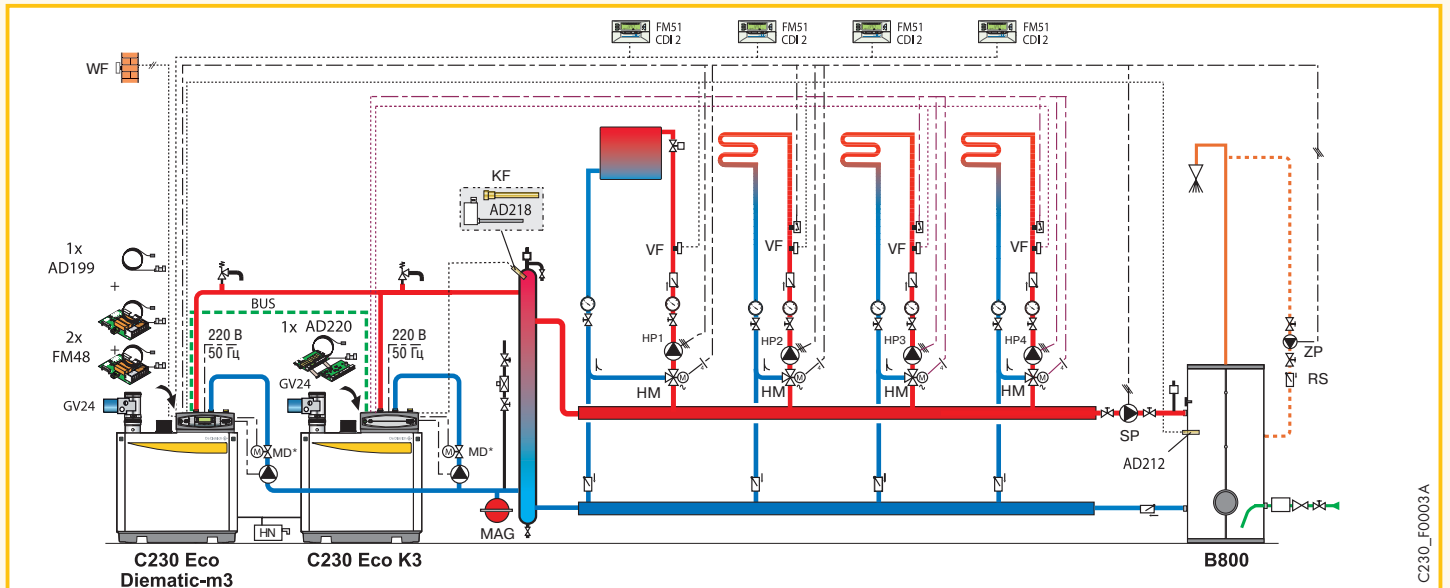 FM51
CDI 2
FM51
CDI 2
FM51
CDI 2
FM51
CDI 2
WF
KF
AD218
1x
AD199
+
2x
+
FM48
BUS
220 В
50 Гц
1x AD220
220 В
50 Гц
GV24
GV24
M
MD*
M
MD*
VF
VF
VF
VF
HP1
HP2
HP3
HP4
M
M
M
M
HM
HM
HM
HM
ZP
RS
SP
AD212
MAG
HN
C230 Eco
Diematic-m3
C230 Eco K3
B800
C230_F0003 A